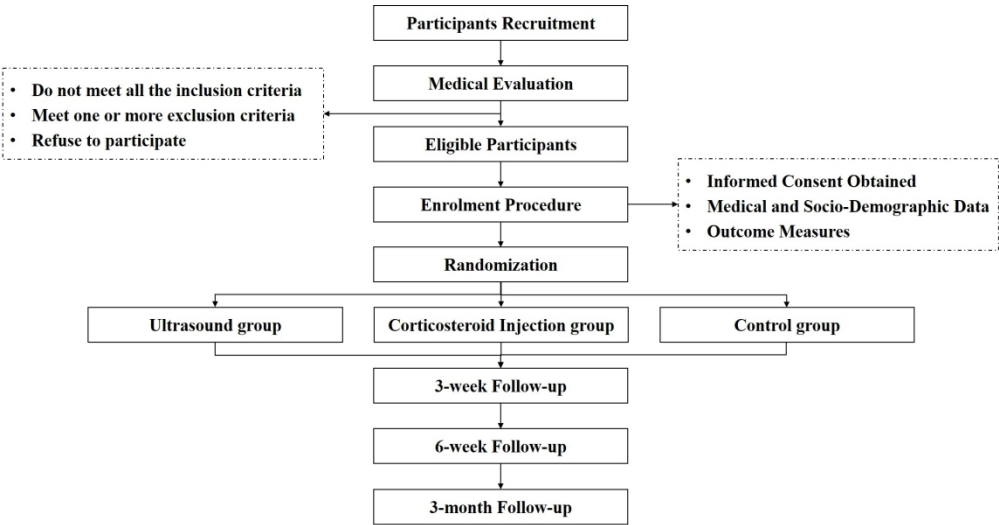 Participants Recruitment
Medical Evaluation
• Do not meet all the inclusion criteria
• Meet one or more exclusion criteria
• Refuse to participate
Eligible Participants
Enrolment Procedure
• Informed Consent Obtained
• Medical and Socio-Demographic Data
• Outcome Measures
Randomization
Ultrasound group
Corticosteroid Injection group
Control group
3-week Follow-up
6-week Follow-up
3-month Follow-up